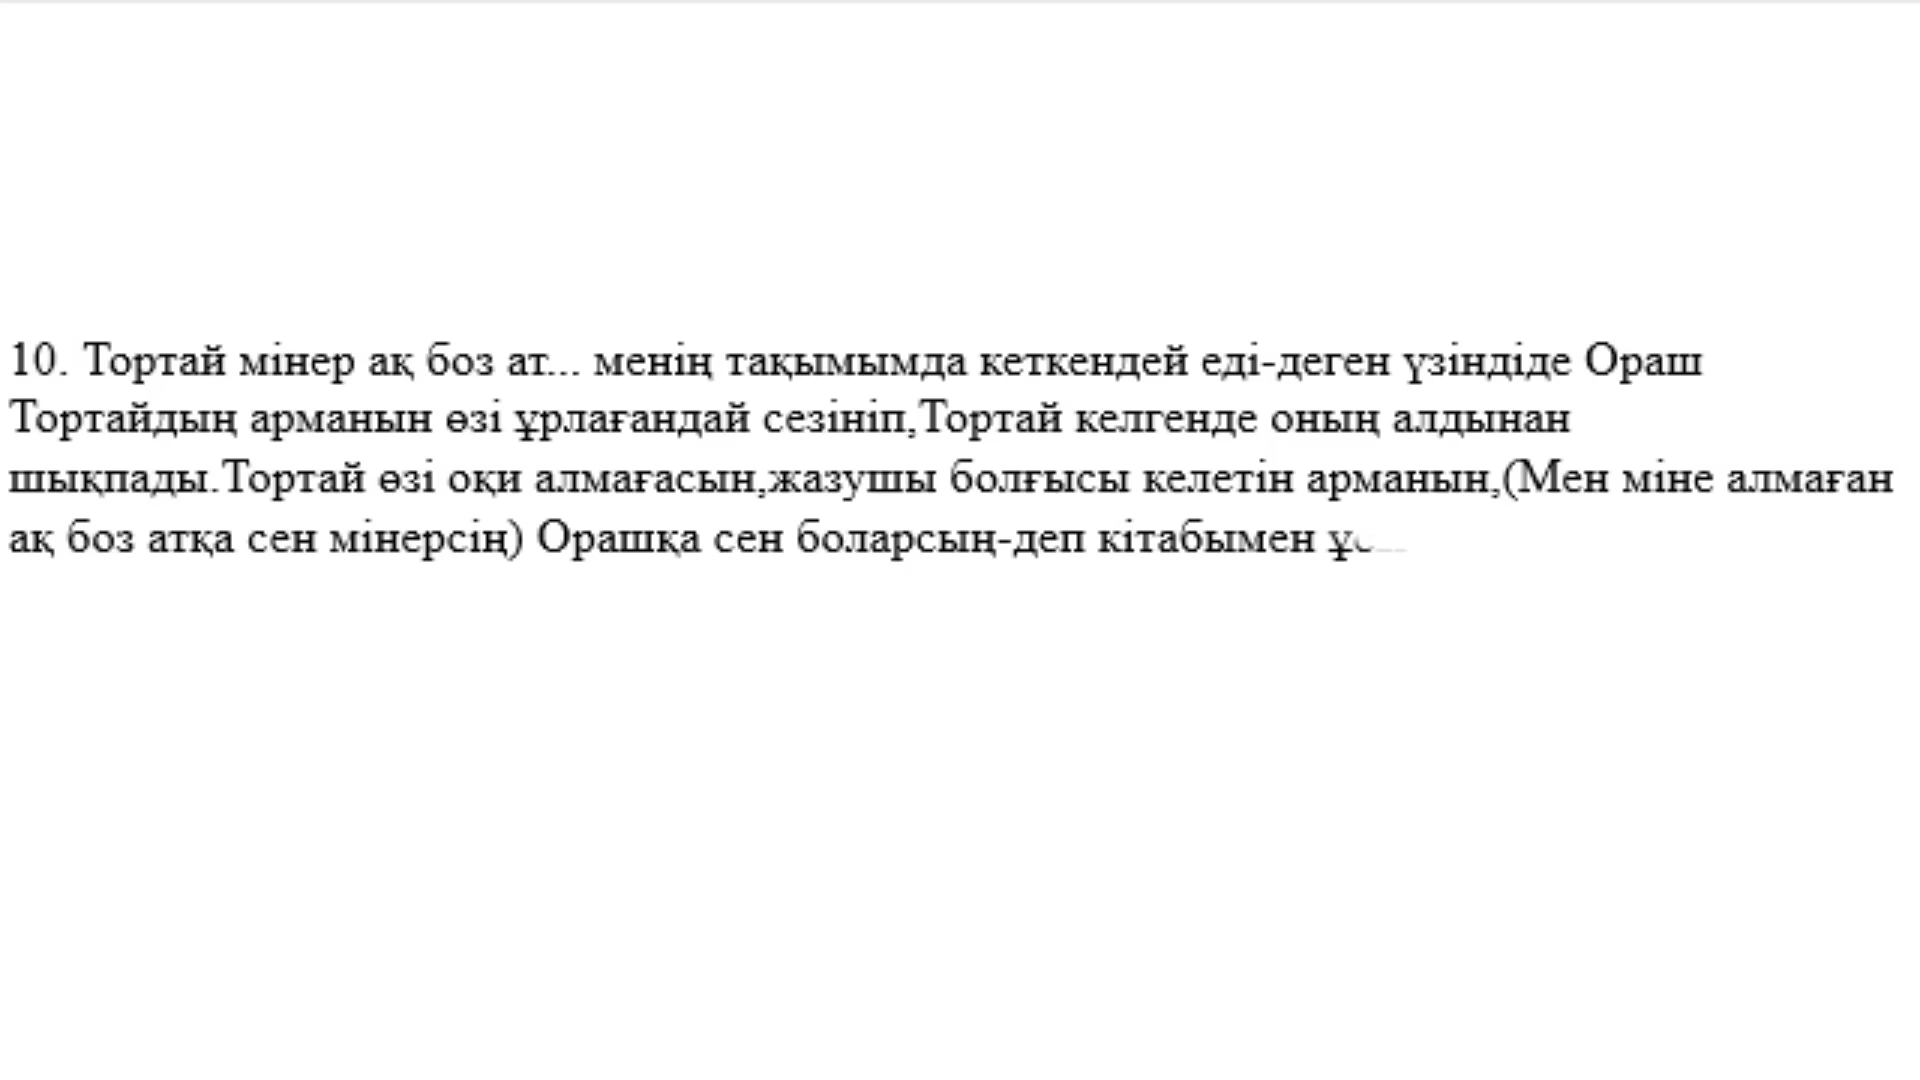 10. Тортай мінер ақ боз ат... менің тақымымда кеткендей еді-деген үзіндіде Ораш
Тортайдың арманын өзі ұрлағандай сезініп,Тортай келгенде оның алдынан
шықпады.Тортай өзі оқи алмағасын,жазушы болғысы келетін арманын,(Мен міне алмаған
ақ боз атқа сен мінерсің) Орашқа сен боларсың-деп кітабымен